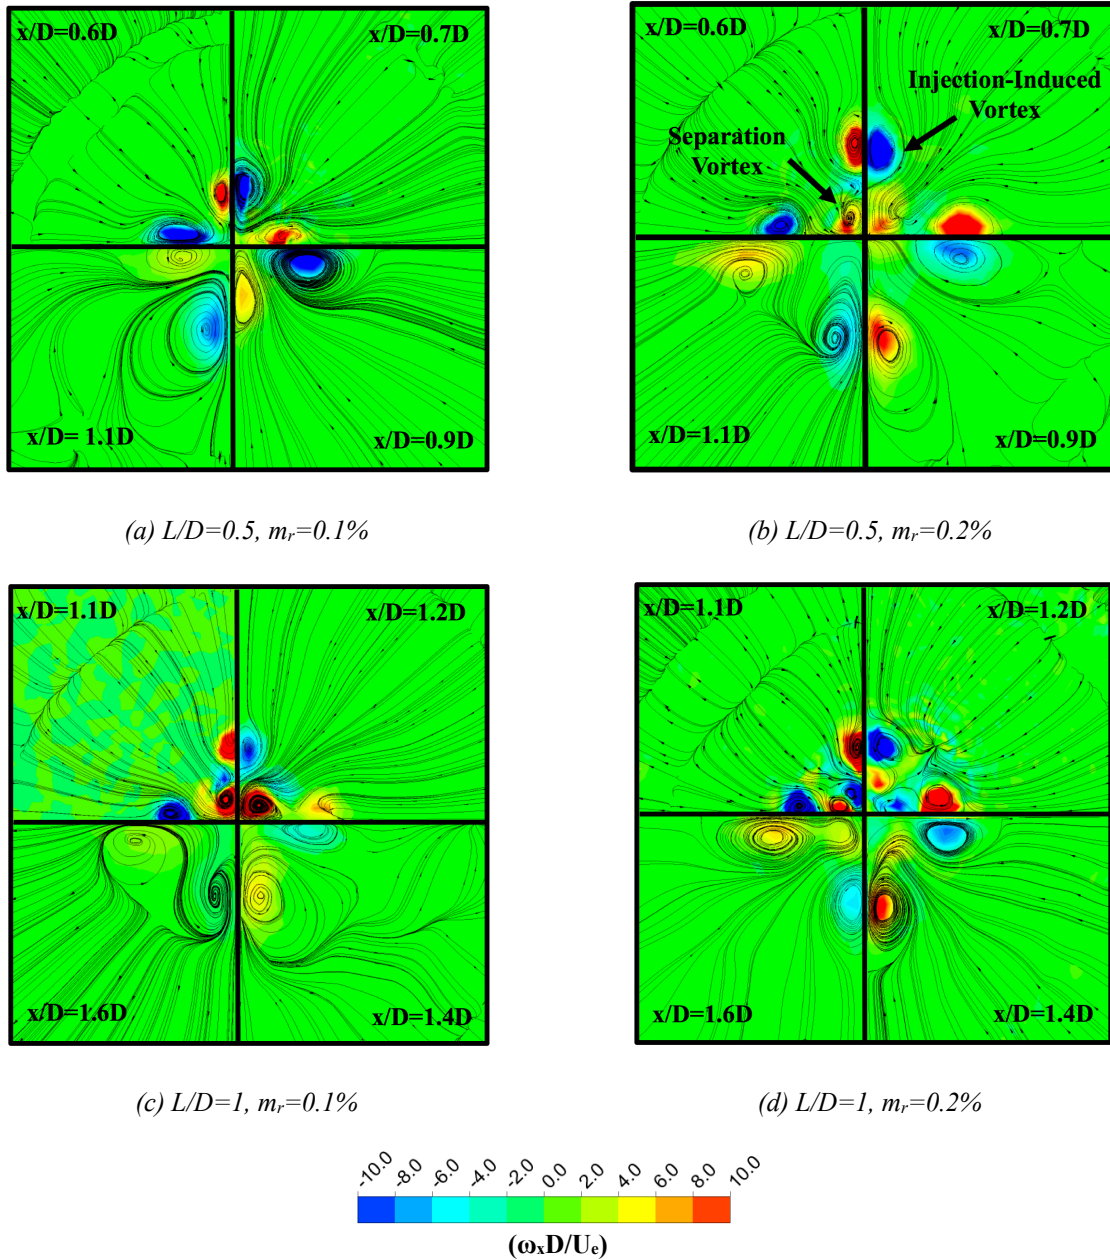 x/D=0.6D
x/D=0.7D
x/D= 1.1D
x/D=0.9D
(a) L/D=0.5, mr=0.1%
x/D=0.6D
x/D=0.7D
Injection-Induced
Vortex
Separation
Vortex
x/D=1.1D
x/D=0.9D
(b) L/D=0.5, mr=0.2%
x/D=1.1D
x/D=1.2D
x/D=1.6D
x/D=1.4D
(c) L/D=1, mr=0.1%
x/D=1.1D
x/D=1.2D
x/D=1.6D
x/D=1.4D
(d) L/D=1, mr=0.2%
-10.0 -8.0 -6.0 -4.0 -2.0 0.0 2.0 4.0 6.0 8.0 10.0
(ωxD/Ue)